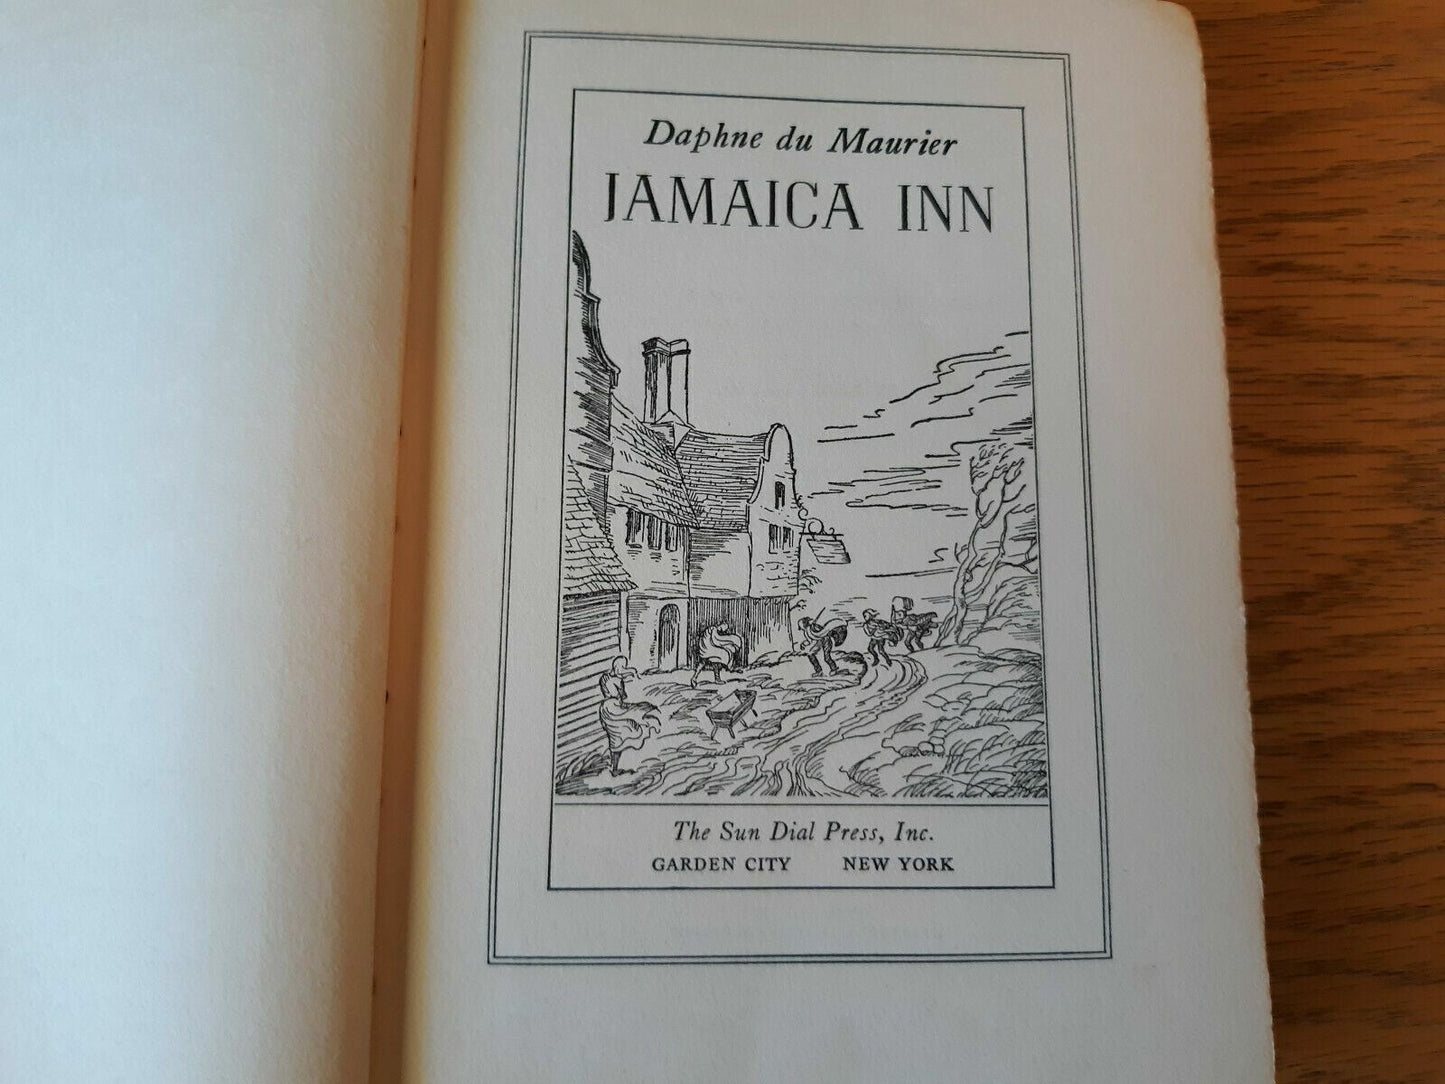 Daphne du Maurier
JAMAICA INN
The Sun Dial Press, Inc.
GARDEN CITY NEW YORK